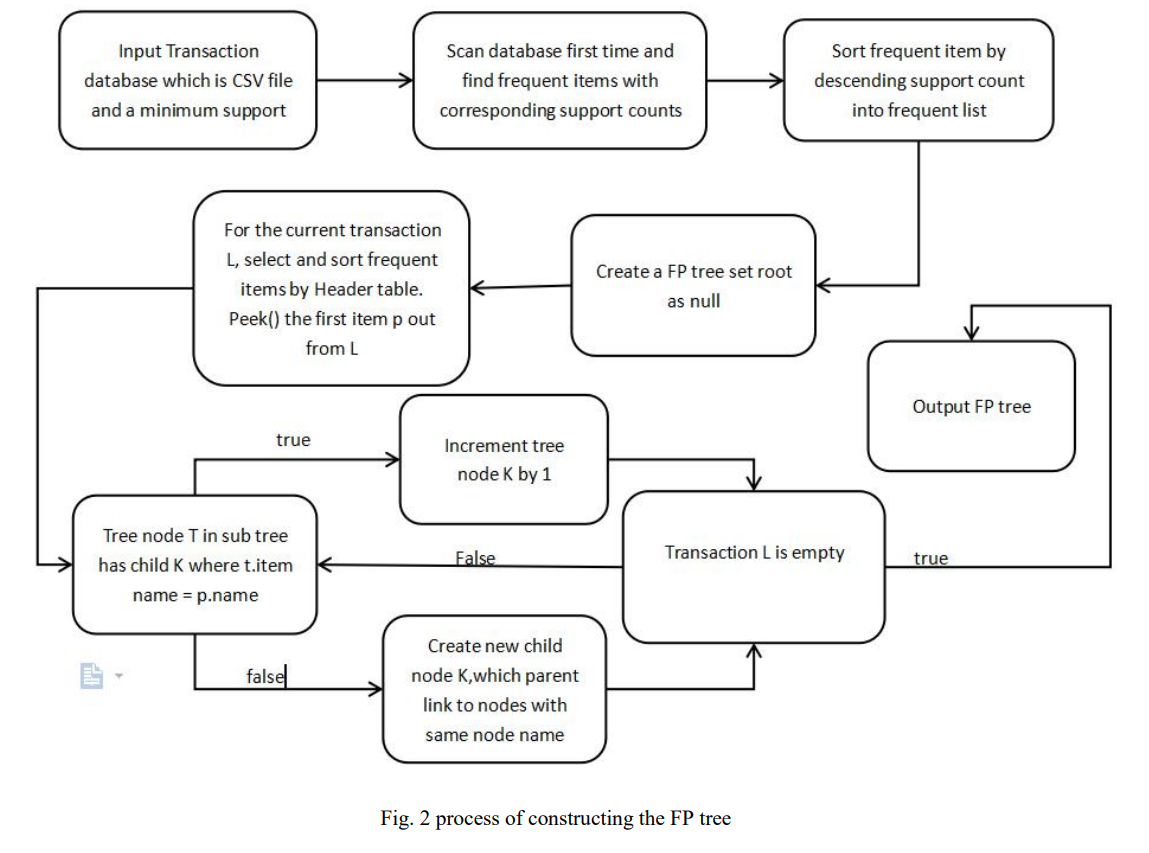 Input Transaction
database which is CSV file
and a minimum support
Scan database first time and
find frequent items with
corresponding support counts
Sort frequent item by
descending support count
into frequent list
For the current transaction
L, select and sort frequent
items by Header table.
Peek() the first item p out
from L
Create a FP tree set root
as null
Output FP tree
true
Increment tree
node K by 1
Tree node T in sub tree
has child K where t.item
name = p.name
False
Transaction L is empty
true
false
Create new child
node K,which parent
link to nodes with
same node name
Fig. 2 process of constructing the FP tree